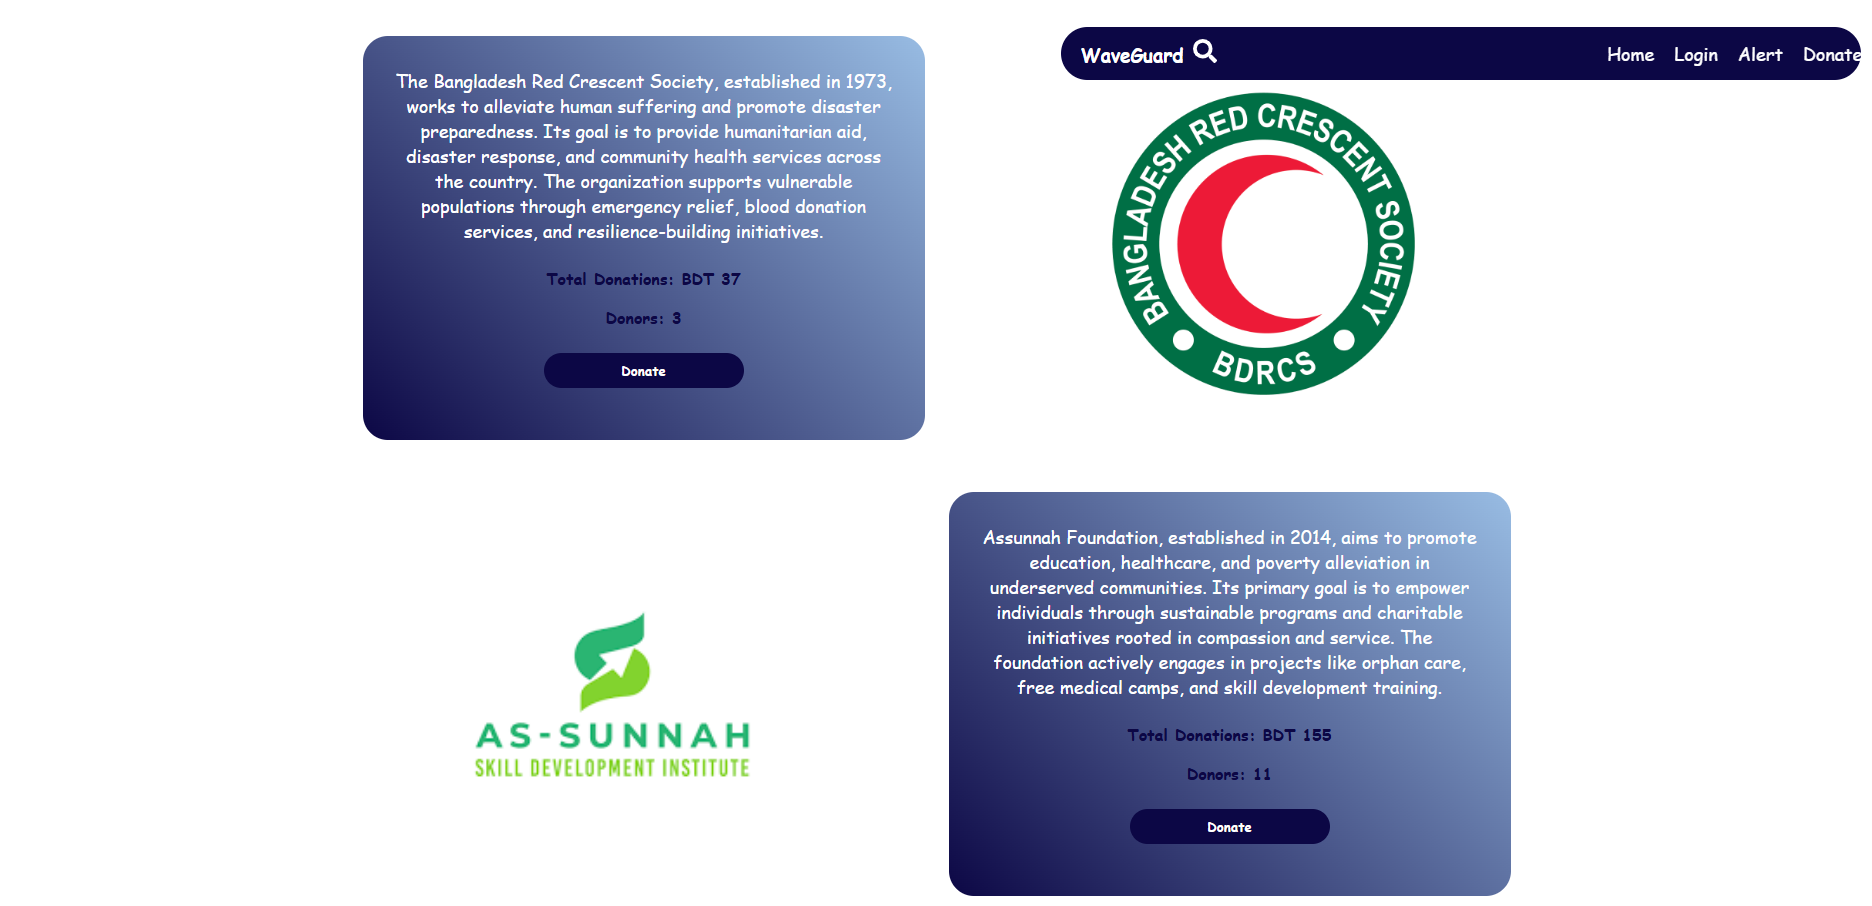 WaveGuard
Home Login Alert Donate
The Bangladesh Red Crescent Society, established in 1973,
works to alleviate human suffering and promote disaster
preparedness. Its goal is to provide humanitarian aid,
disaster response, and community health services across
the country. The organization supports vulnerable
populations through emergency relief, blood donation
services, and resilience-building initiatives.
Total Donations: BDT 37
Donors: 3
Donate
BANGLADESH RED CRESCENT SOCIETY
BDRCS
AS-SUNNAH
SKILL DEVELOPMENT INSTITUTE
Assunnah Foundation, established in 2014, aims to promote
education, healthcare, and poverty alleviation in
underserved communities. Its primary goal is to empower
individuals through sustainable programs and charitable
initiatives rooted in compassion and service. The
foundation actively engages in projects like orphan care,
free medical camps, and skill development training.
Total Donations: BDT 155
Donors: 11
Donate